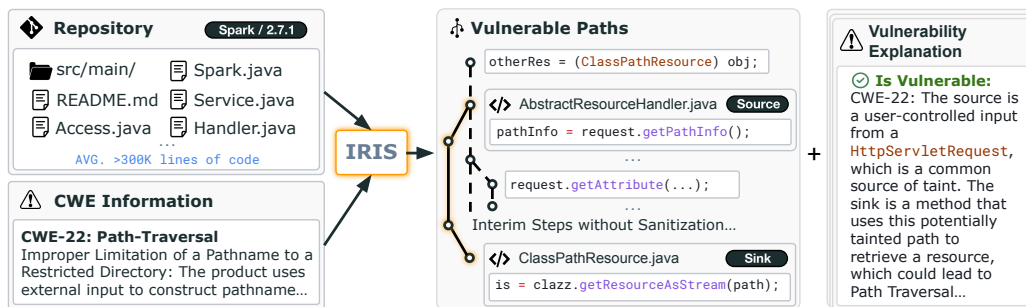 Repository
Spark / 2.7.1
src/main/
Spark.java
README.md
Service.java
Access.java
Handler.java
...
AVG. >300K lines of code
CWE Information
CWE-22: Path-Traversal
Improper Limitation of a Pathname to a
Restricted Directory: The product uses
external input to construct pathname...
IRIS
Vulnerable Paths
otherRes = (ClassPathResource) obj;
</> AbstractResourceHandler.java
Source
pathInfo = request.getPathInfo();
...
request.getAttribute(...);
...
Interim Steps without Sanitization...
</> ClassPathResource.java
Sink
is = clazz.getResourceAsStream(path);
+
Vulnerability
Explanation
Is Vulnerable:
CWE-22: The source is
a user-controlled input
from a
HttpServletRequest,
which is a common
source of taint. The
sink is a method that
uses this potentially
tainted path to
retrieve a resource,
which could lead to
Path Traversal...